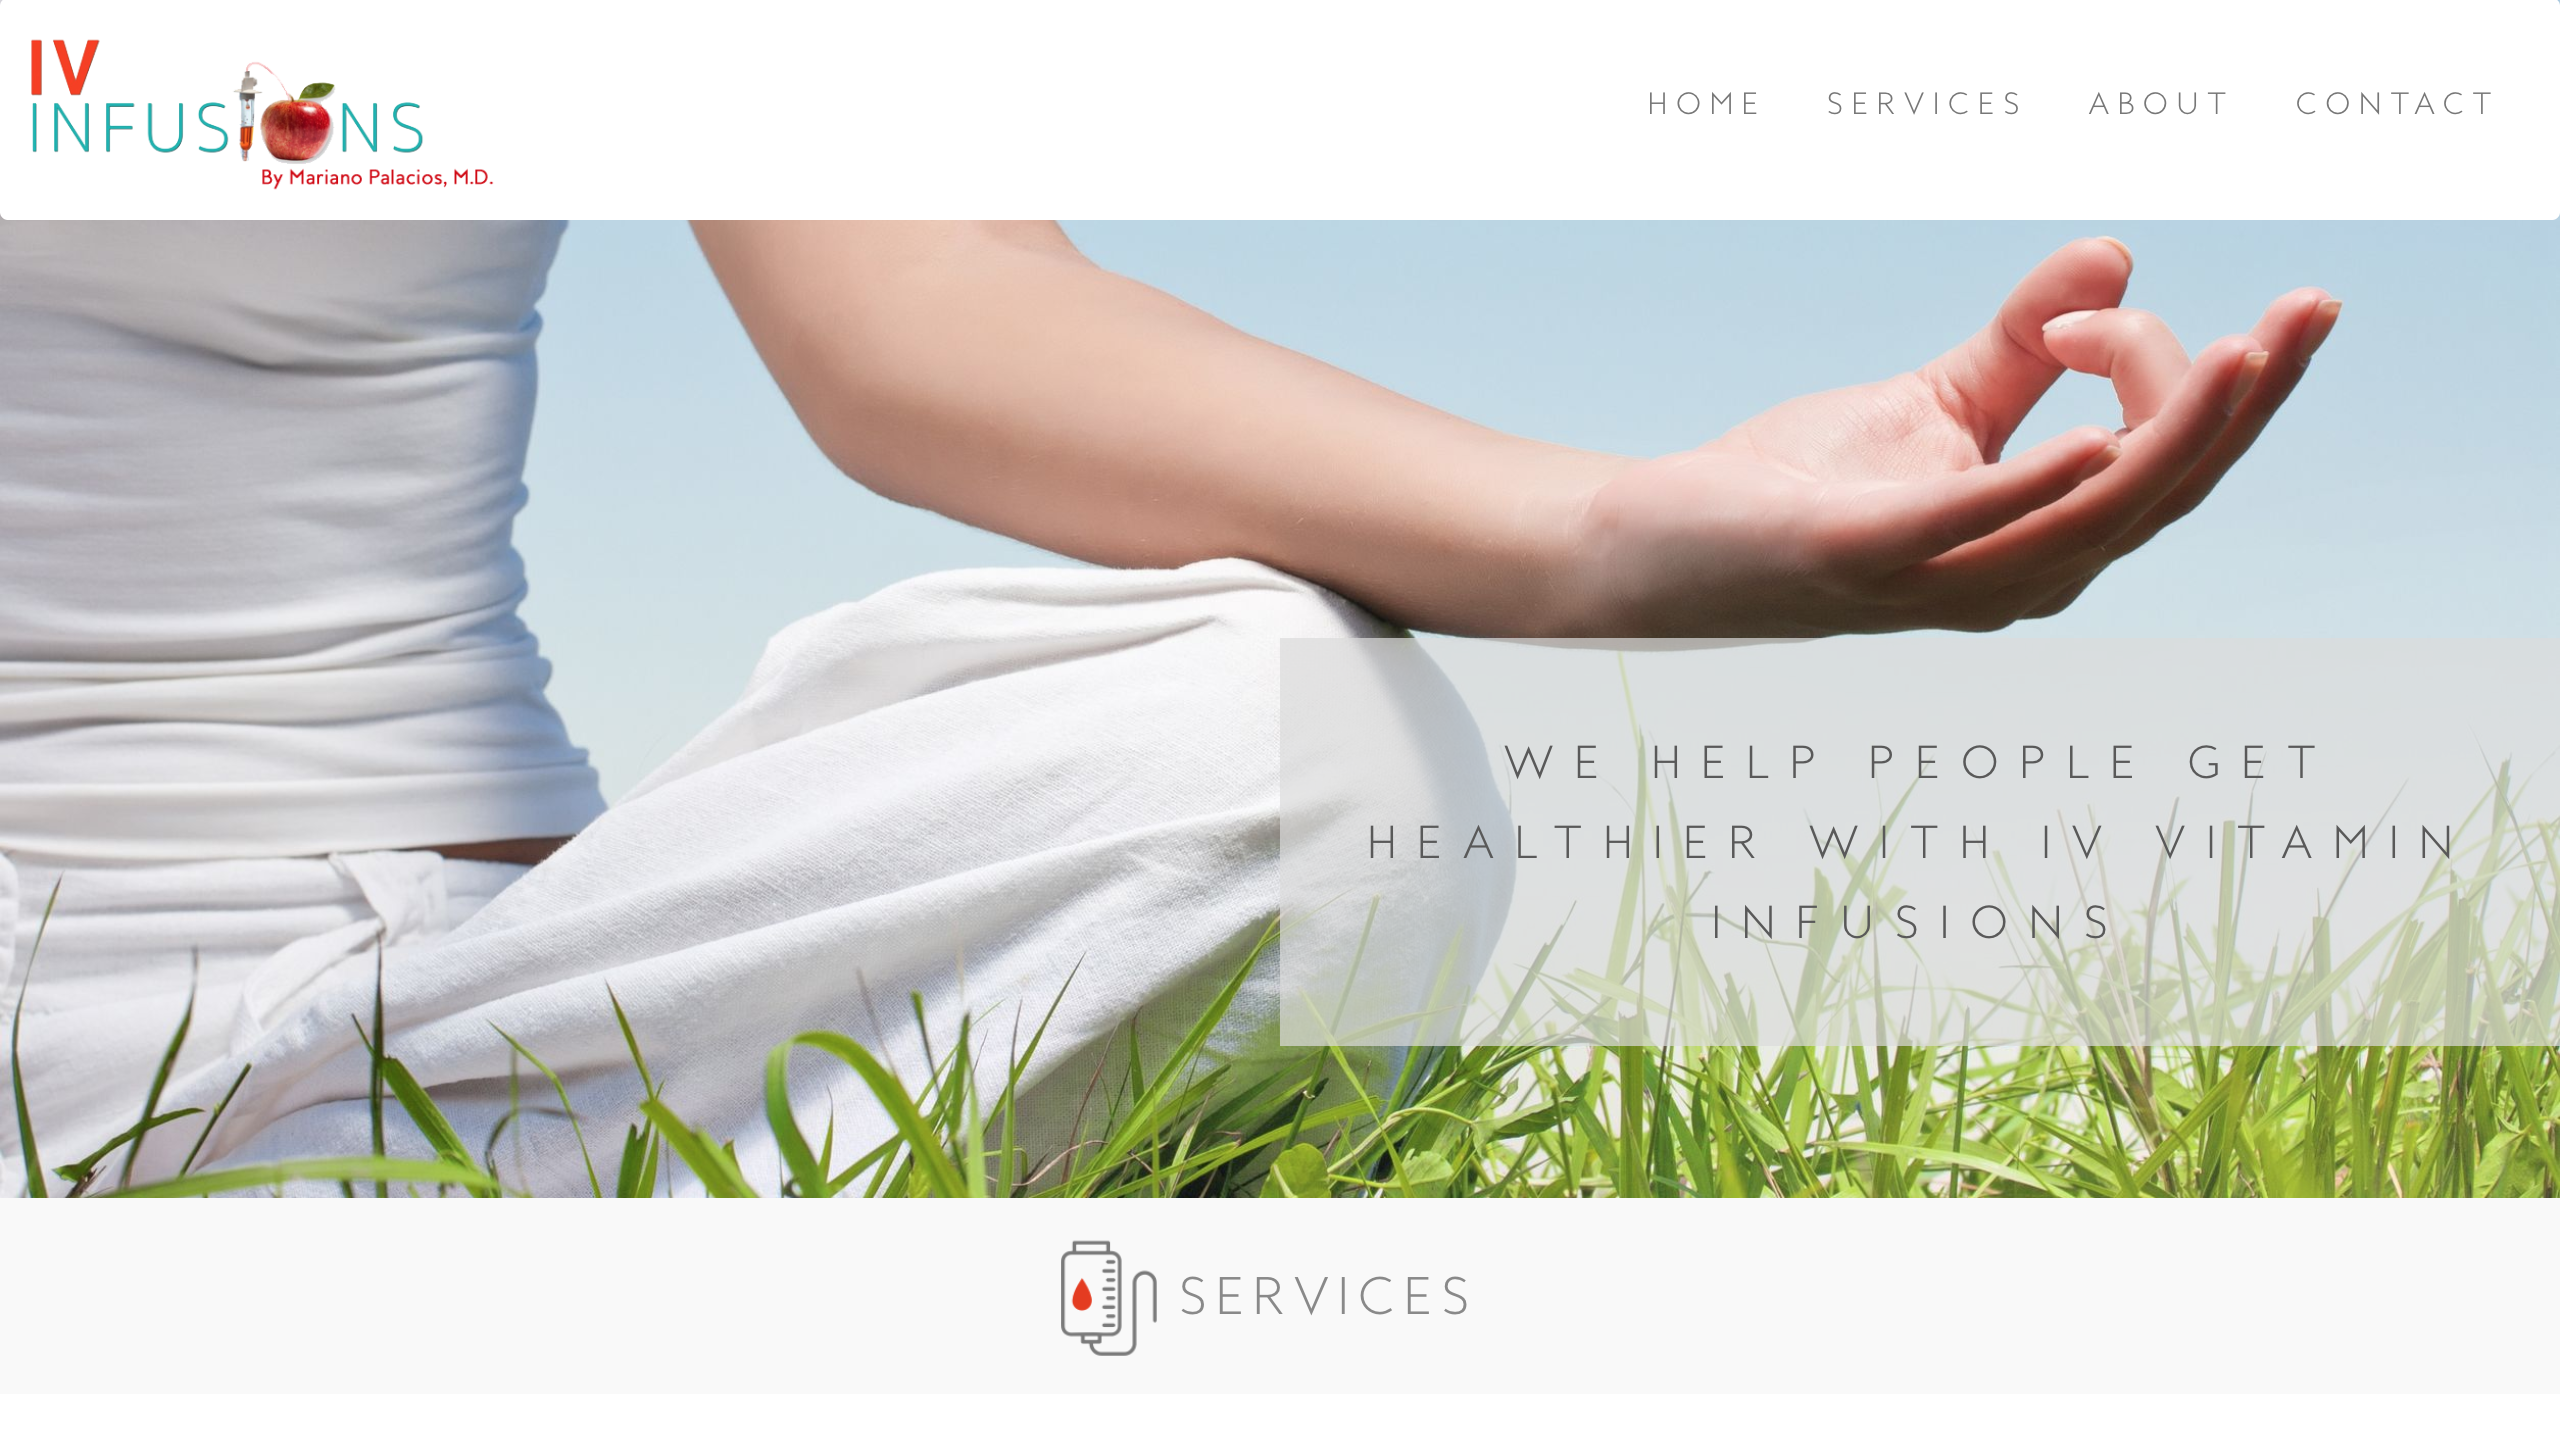 IV
INFUSIONS
By Mariano Palacios, M.D.
HOME SERVICES ABOUT CONTACT
WE HELP PEOPLE GET
HEALTHIER WITH IV VITAMIN
INFUSIONS
SERVICES